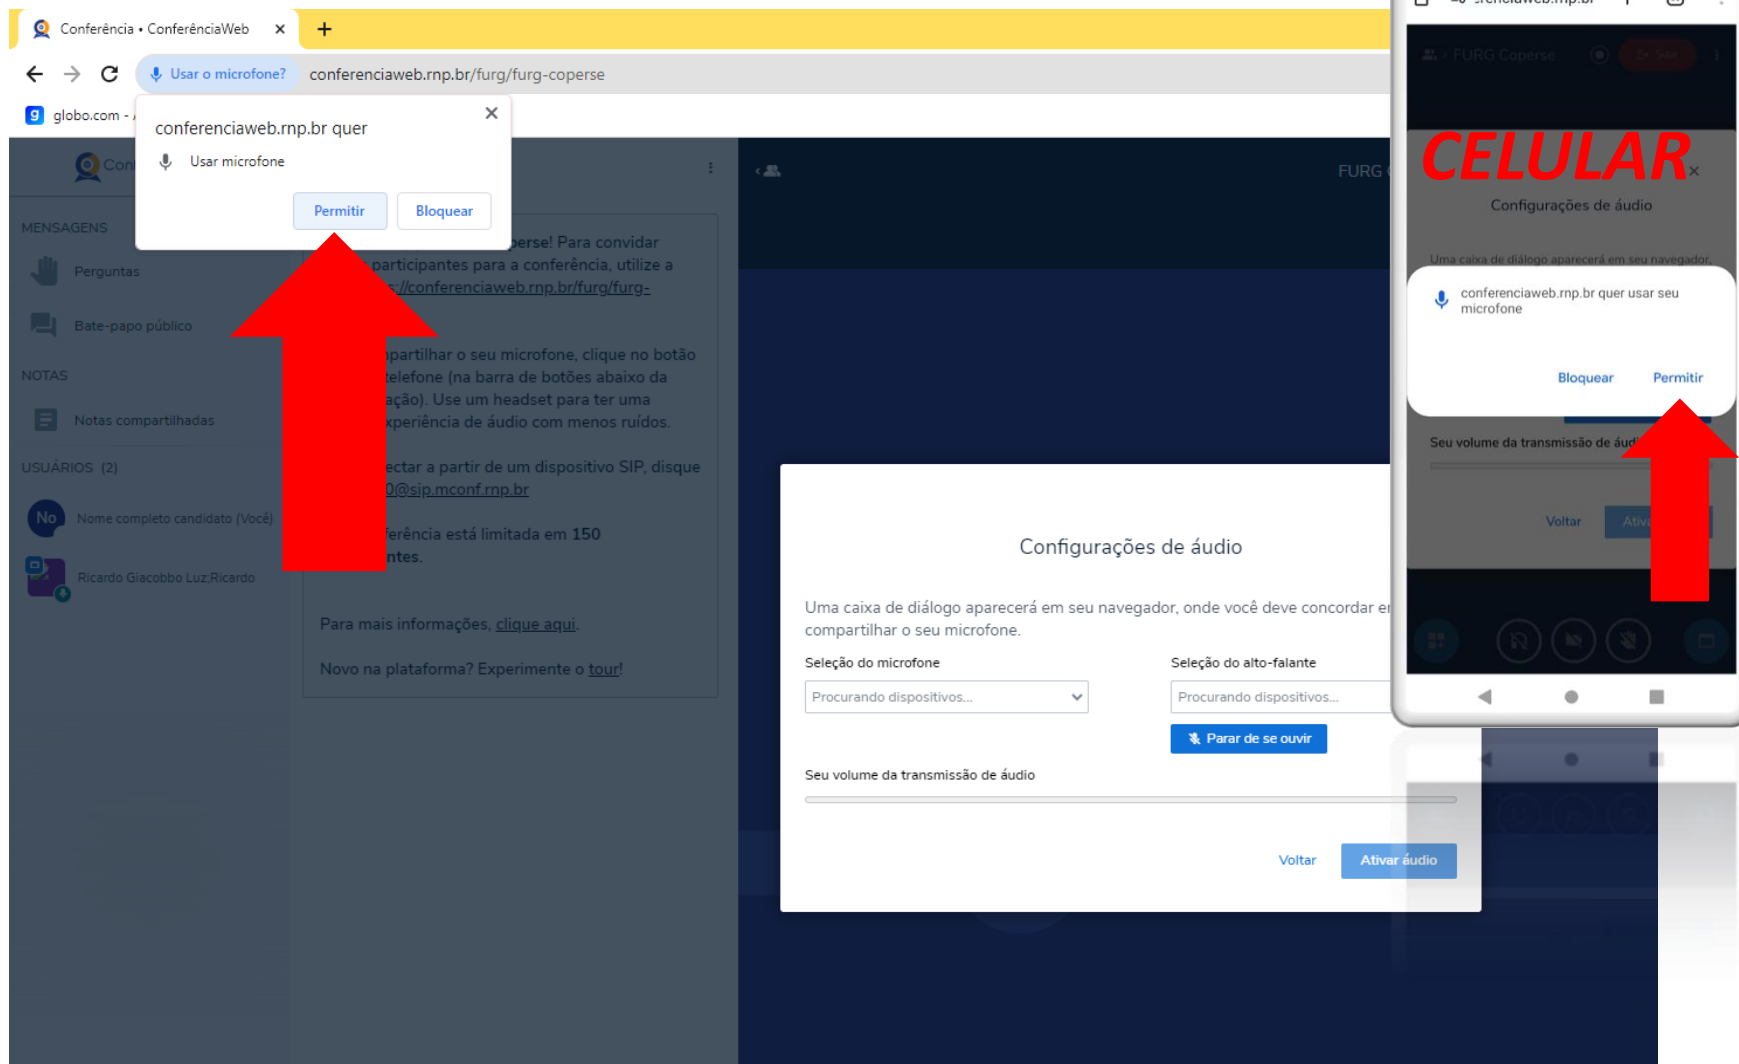 Conferência • ConferênciaWeb
Usar o microfone?
conferenciaweb.rnp.br/furg/furg-coperse
globo.com -
conferenciaweb.rnp.br quer
Usar microfone
Permitir
Bloquear
MENSAGENS
Perguntas
Bate-papo público
NOTAS
Notas compartilhadas
USUÁRIOS (2)
No
Nome completo candidato (Você)
Ricardo Giacobbo Luz;Ricardo
! Para convidar
participantes para a conferência, utilize a
://conferenciaweb.rnp.br/furg/furg-
o seu microfone, clique no botão
telefone (na barra de botões abaixo da
Use um headset para ter uma
de áudio com menos ruídos.
a partir de um dispositivo SIP, disque
0@sip.mconf.rnp.br
está limitada em 150
Para mais informações, clique aqui.
Novo na plataforma? Experimente o tour!
FURG
Configurações de áudio
Uma caixa de diálogo aparecerá em seu navegador, onde você deve concordar
compartilhar o seu microfone.
Seleção do microfone
Procurando dispositivos...
Seleção do alto-falante
Procurando dispositivos...
Parar de se ouvir
Seu volume da transmissão de áudio
Voltar
Ativar áudio
FURG Coperse
Sair
CELULAR
Configurações de áudio
Uma caixa de diálogo aparecerá em seu navegador,
conferenciaweb.rnp.br quer usar seu
microfone
Bloquear
Permitir
Seu volume da transmissão de
Voltar